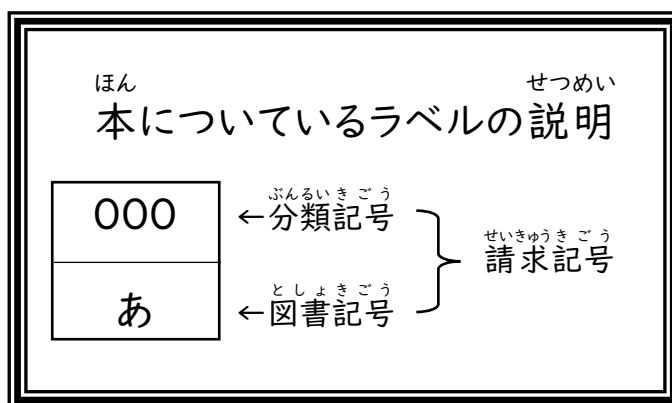 ほん せつめい
本についているラベルの説明
ぶんるいきごう
000 ←分類記号
せいきゅうきごう
請求記号
としょきごう
あ ←図書記号